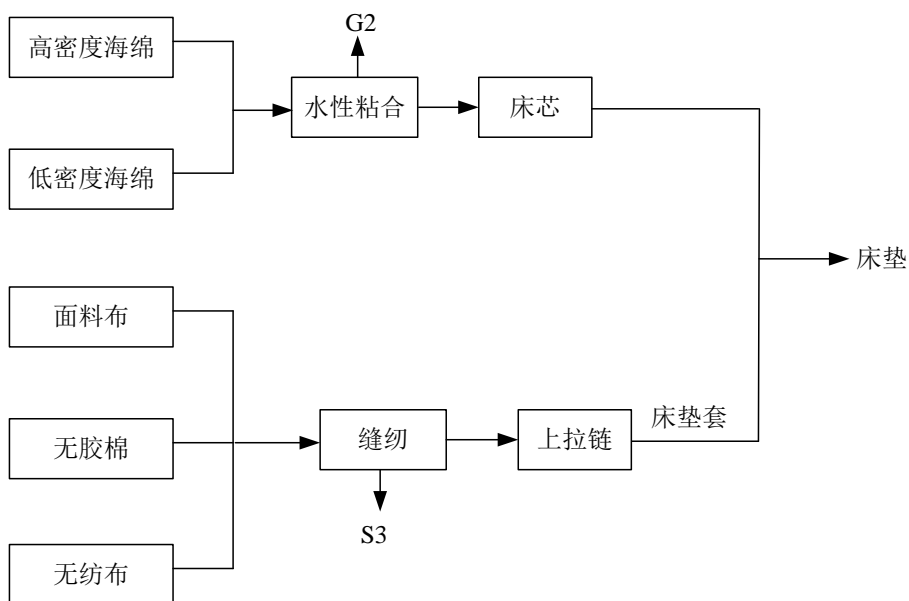 G2
高密度海绵
水性粘合
床芯
低密度海绵
床垫
面料布
无胶棉
缝纫
上拉链
床垫套
S3
无纺布